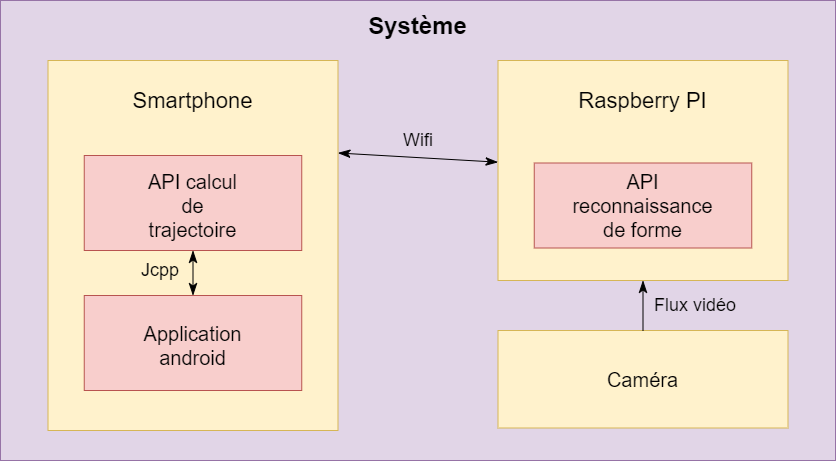 Système
Smartphone
API calcul
de
trajectoire
Jcpp
Application
android
Wifi
Raspberry PI
API
reconnaissance
de forme
Flux vidéo
Caméra